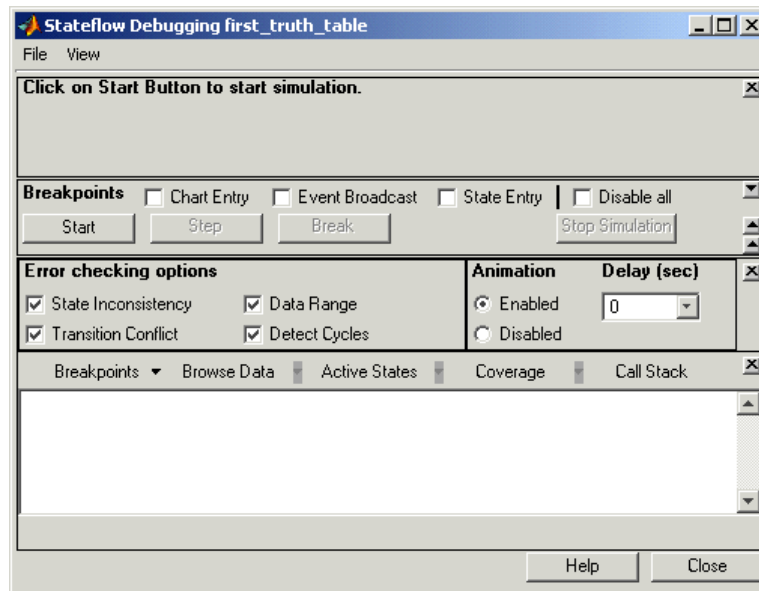 Stateflow Debugging first_truth_table
File View
Click on Start Button to start simulation.
Breakpoints Chart Entry Event Broadcast State Entry Disable all
Start Step Break Stop Simulation
Error checking options Animation Delay (sec)
State Inconsistency Data Range Enabled 0
Transition Conflict Detect Cycles Disabled
Breakpoints Browse Data Active States Coverage Call Stack
Help Close